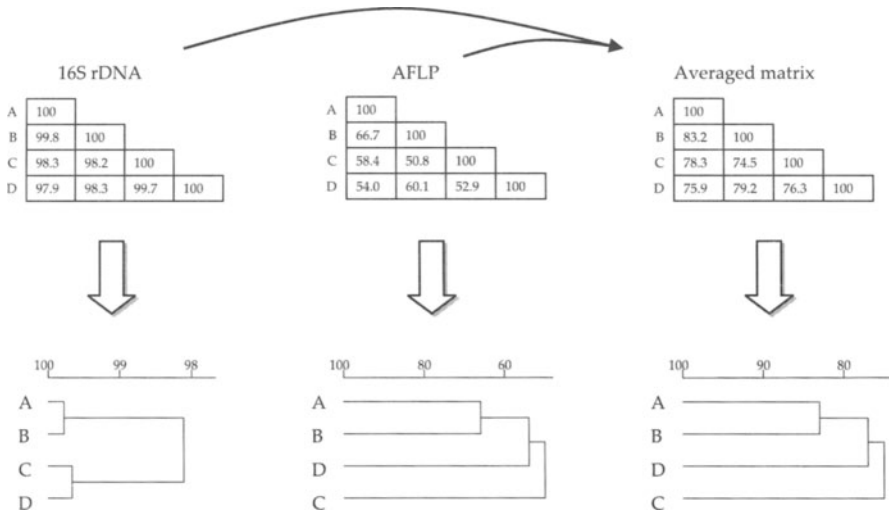 16S rDNA
A 100
B 99.8 100
C 98.3 98.2 100
D 97.9 98.3 99.7 100
AFLP
A 100
B 66.7 100
C 58.4 50.8 100
D 54.0 60.1 52.9 100
Averaged matrix
A 100
B 83.2 100
C 78.3 74.5 100
D 75.9 79.2 76.3 100
100 99 98
A
B
C
D
100 80 60
A
B
D
C
100 90 80
A
B
D
C